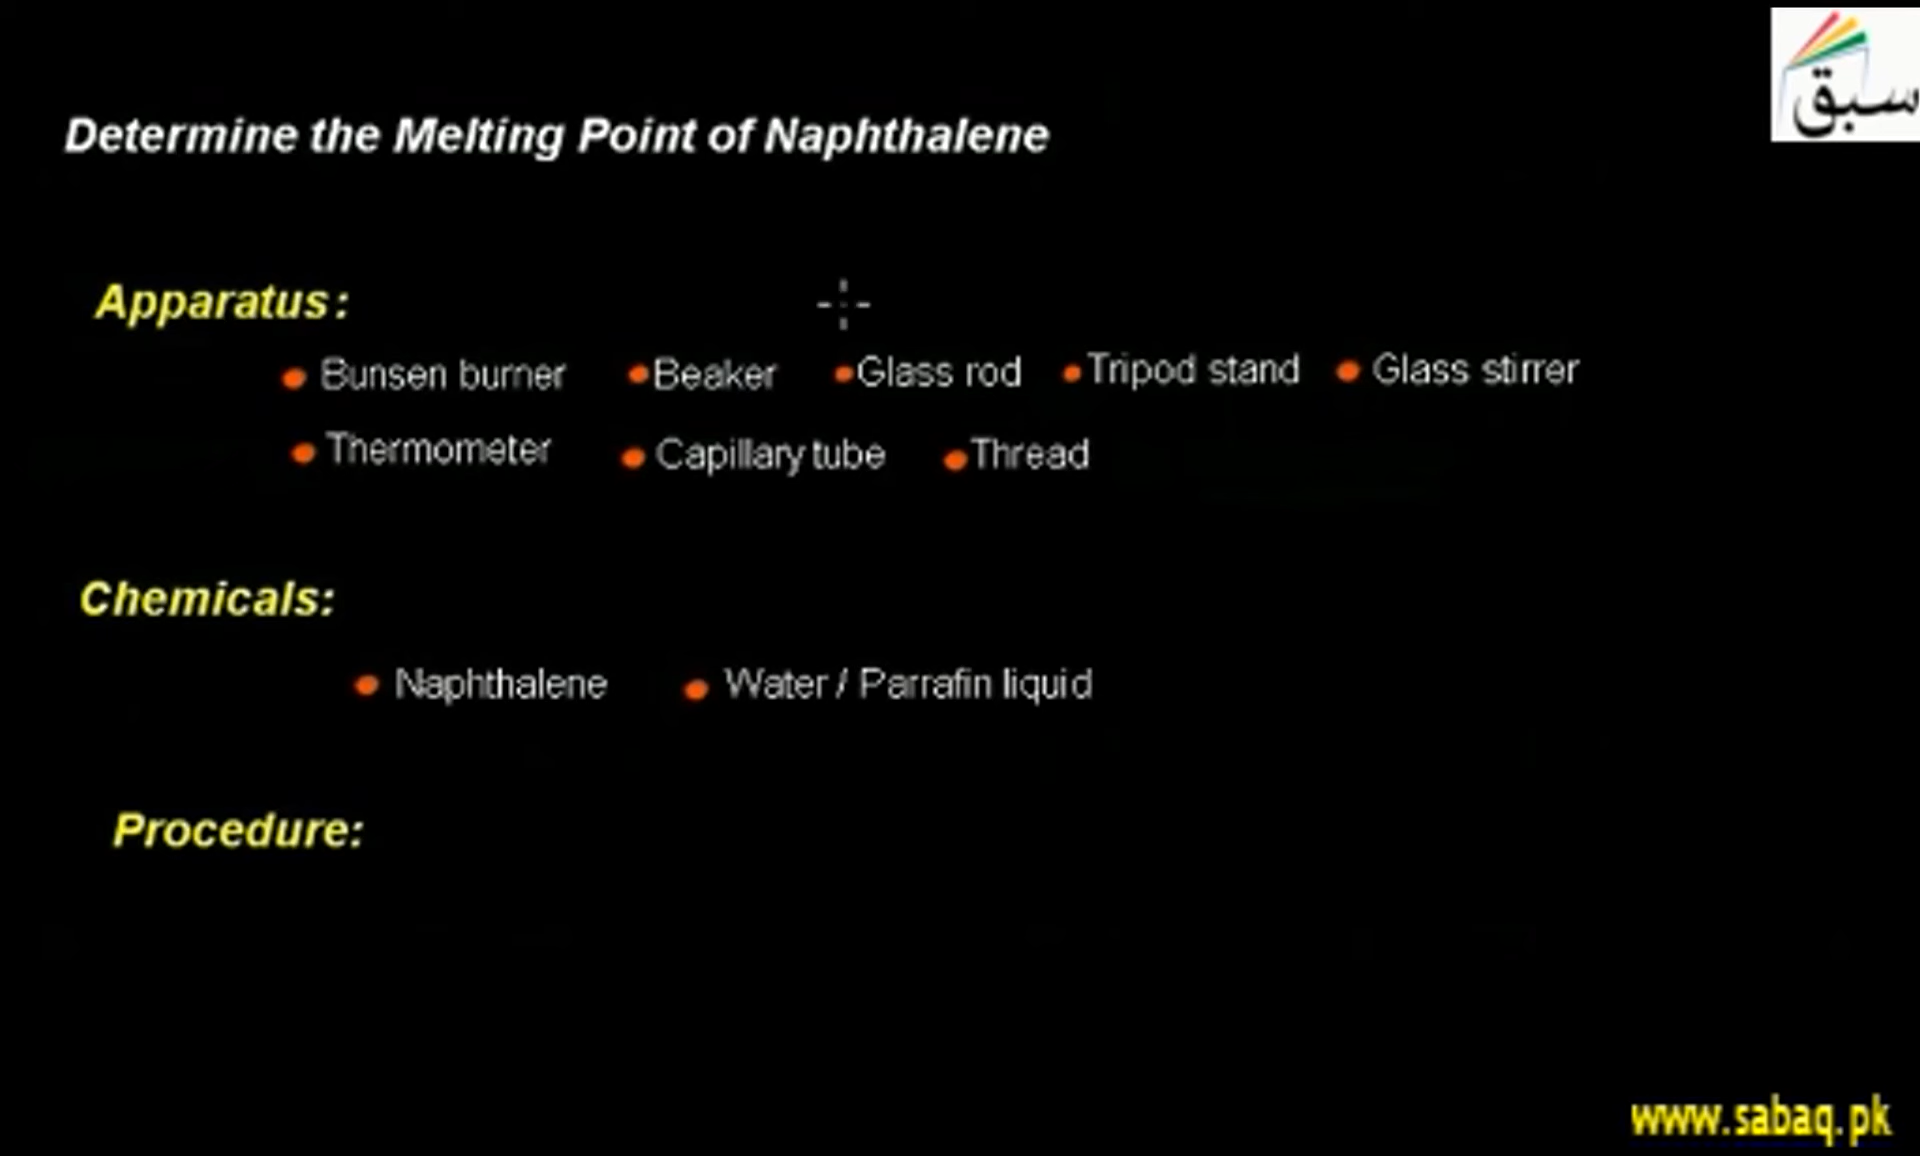 سبق
Determine the Melting Point of Naphthalene
Apparatus:
• Bunsen burner • Beaker • Glass rod • Tripod stand • Glass stirrer
• Thermometer • Capillary tube • Thread
Chemicals:
• Naphthalene • Water / Parrafin liquid
Procedure:
www.sabaq.pk